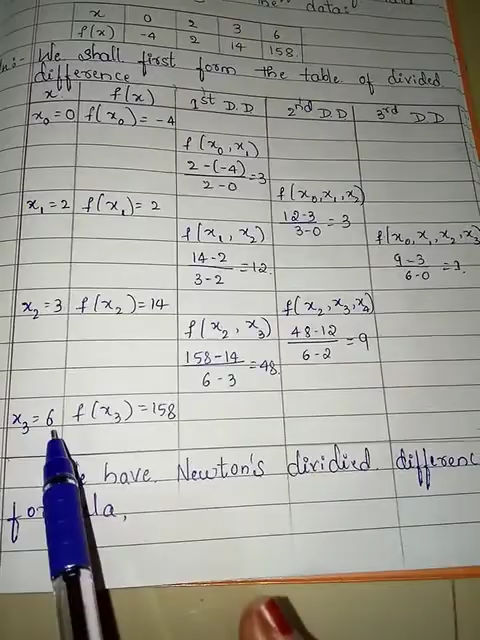 data:
x 0 2 3 6
f(x) -4 2 14 158.
:- We shall first form the table of divided
difference
x f(x) 1st D.D 2nd D.D 3rd D D
x₀=0 f(x₀)=-4
f(x₀,x₁)
2-(-4)/2-0 =3
f(x₀,x₁,x₂)
12-3/3-0 = 3
x₁=2 f(x₁)=2
f(x₁,x₂)
14-2/3-2 =12.
f(x₀,x₁,x₂,x₃
9-3/6-0 =1.
x₂=3 f(x₂)=14
f(x₂,x₃,x₄)
48-12/6-2 =9
f(x₂,x₃)
158-14/6-3 =48
x₃=6 f(x₃)=158
have Newton's dividied differenc